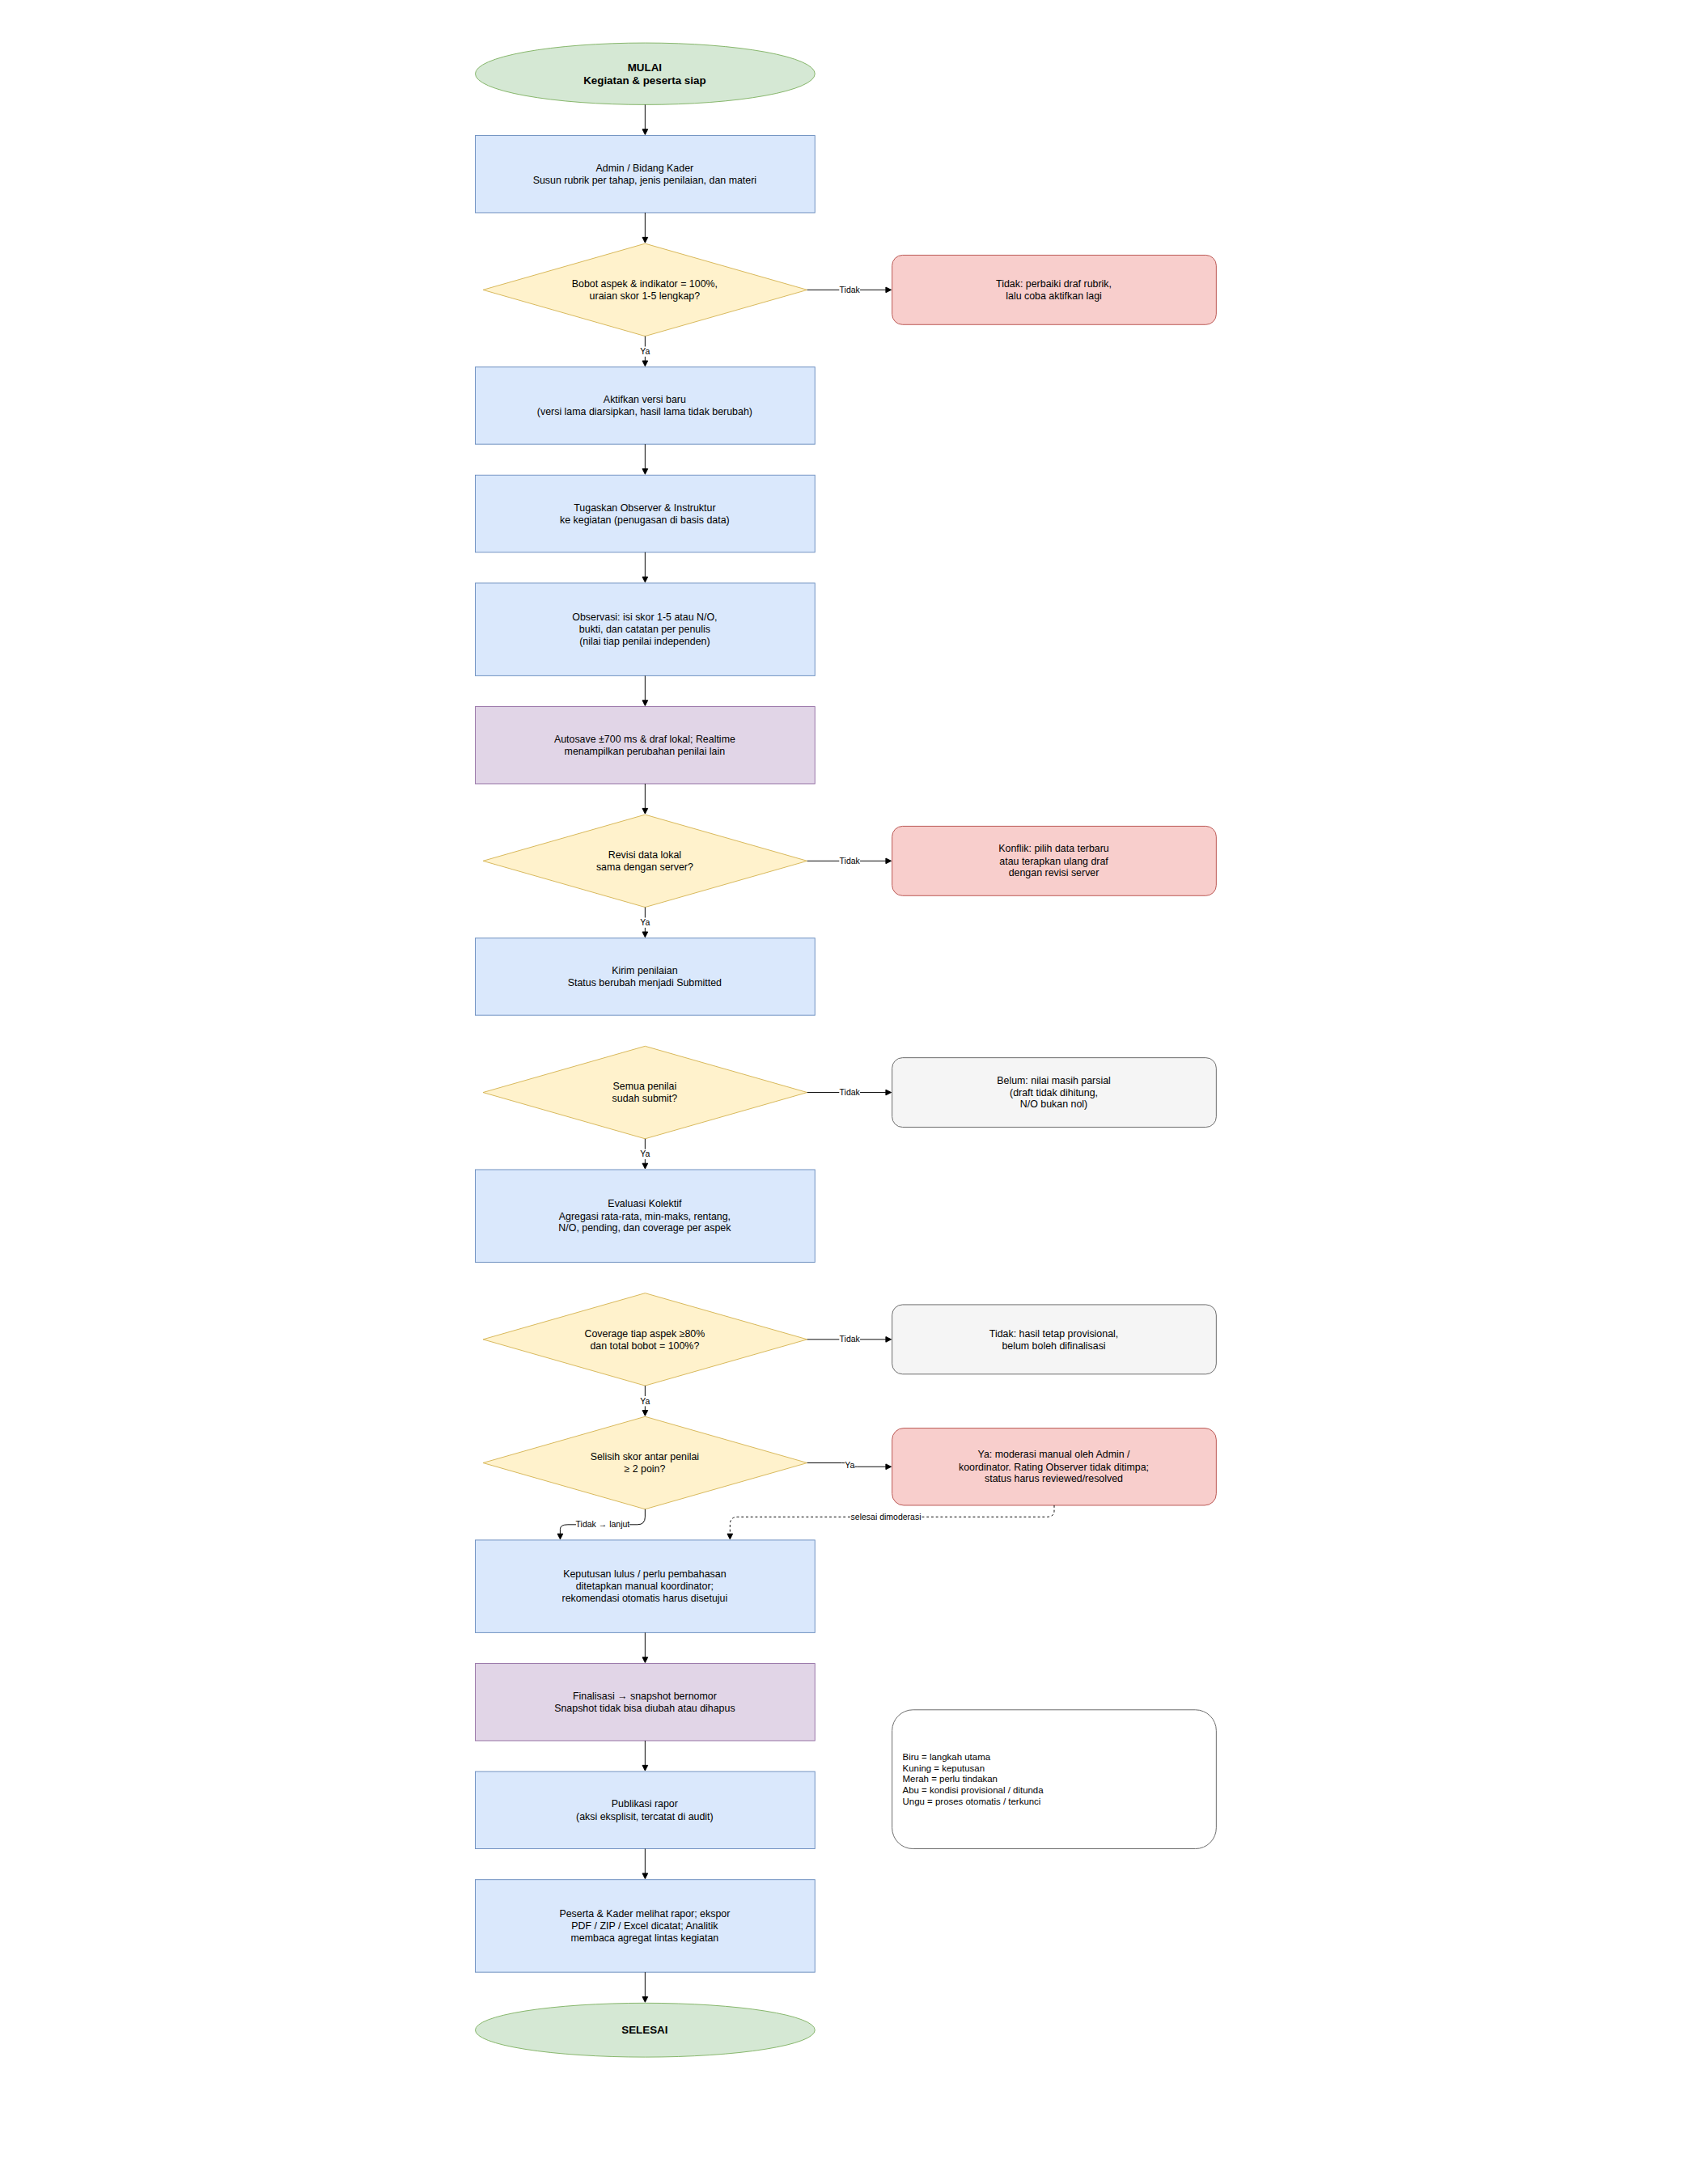 MULAI
Kegiatan & peserta siap
Admin / Bidang Kader
Susun rubrik per tahap, jenis penilaian, dan materi
Bobot aspek & indikator = 100%,
uraian skor 1-5 lengkap?
Tidak
Tidak: perbaiki draf rubrik,
lalu coba aktifkan lagi
Ya
Aktifkan versi baru
(versi lama diarsipkan, hasil lama tidak berubah)
Tugaskan Observer & Instruktur
ke kegiatan (penugasan di basis data)
Observasi: isi skor 1-5 atau N/O,
bukti, dan catatan per penulis
(nilai tiap penilai independen)
Autosave ±700 ms & draf lokal; Realtime
menampilkan perubahan penilai lain
Revisi data lokal
sama dengan server?
Tidak
Konflik: pilih data terbaru
atau terapkan ulang draf
dengan revisi server
Ya
Kirim penilaian
Status berubah menjadi Submitted
Semua penilai
sudah submit?
Tidak
Belum: nilai masih parsial
(draft tidak dihitung,
N/O bukan nol)
Ya
Evaluasi Kolektif
Agregasi rata-rata, min-maks, rentang,
N/O, pending, dan coverage per aspek
Coverage tiap aspek ≥80%
dan total bobot = 100%?
Tidak
Tidak: hasil tetap provisional,
belum boleh difinalisasi
Ya
Selisih skor antar penilai
≥ 2 poin?
Ya
Ya: moderasi manual oleh Admin /
koordinator. Rating Observer tidak ditimpa;
status harus reviewed/resolved
selesai dimoderasi
Tidak → lanjut
Keputusan lulus / perlu pembahasan
ditetapkan manual koordinator;
rekomendasi otomatis harus disetujui
Finalisasi → snapshot bernomor
Snapshot tidak bisa diubah atau dihapus
Publikasi rapor
(aksi eksplisit, tercatat di audit)
Biru = langkah utama
Kuning = keputusan
Merah = perlu tindakan
Abu = kondisi provisional / ditunda
Ungu = proses otomatis / terkunci
Peserta & Kader melihat rapor; ekspor
PDF / ZIP / Excel dicatat; Analitik
membaca agregat lintas kegiatan
SELESAI